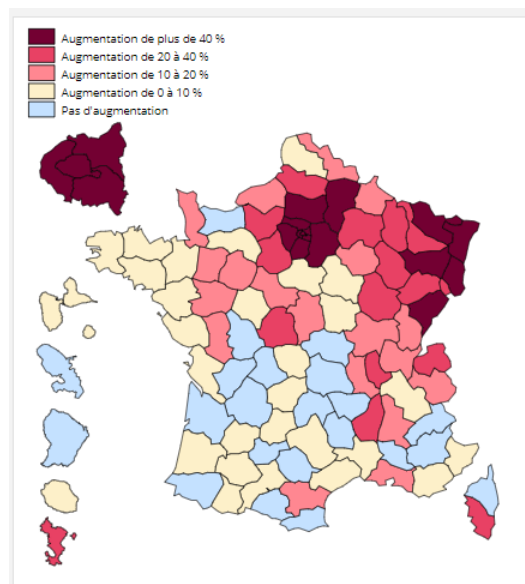 Augmentation de plus de 40 %
Augmentation de 20 à 40 %
Augmentation de 10 à 20 %
Augmentation de 0 à 10 %
Pas d'augmentation